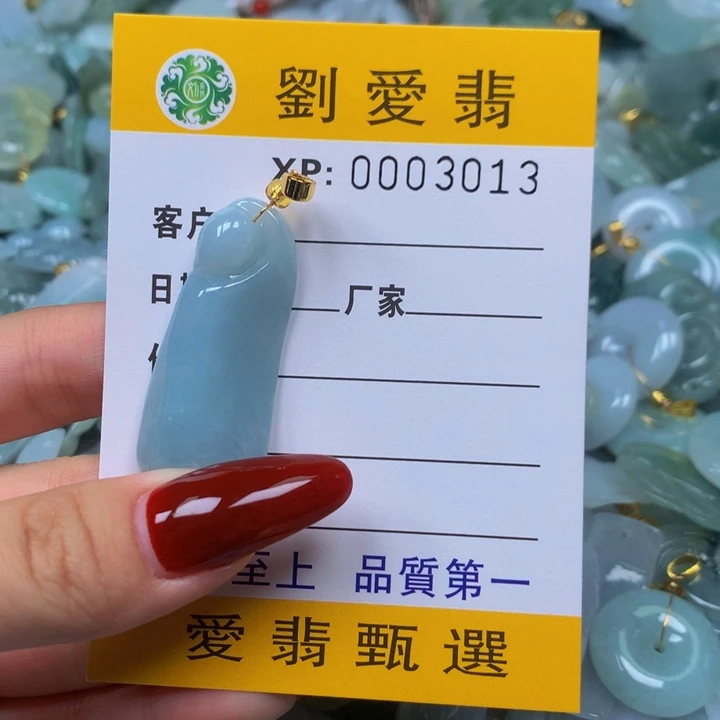 劉愛翡
XP: 0003013
客户
日
厂家
至上 品質第一
愛翡甄選